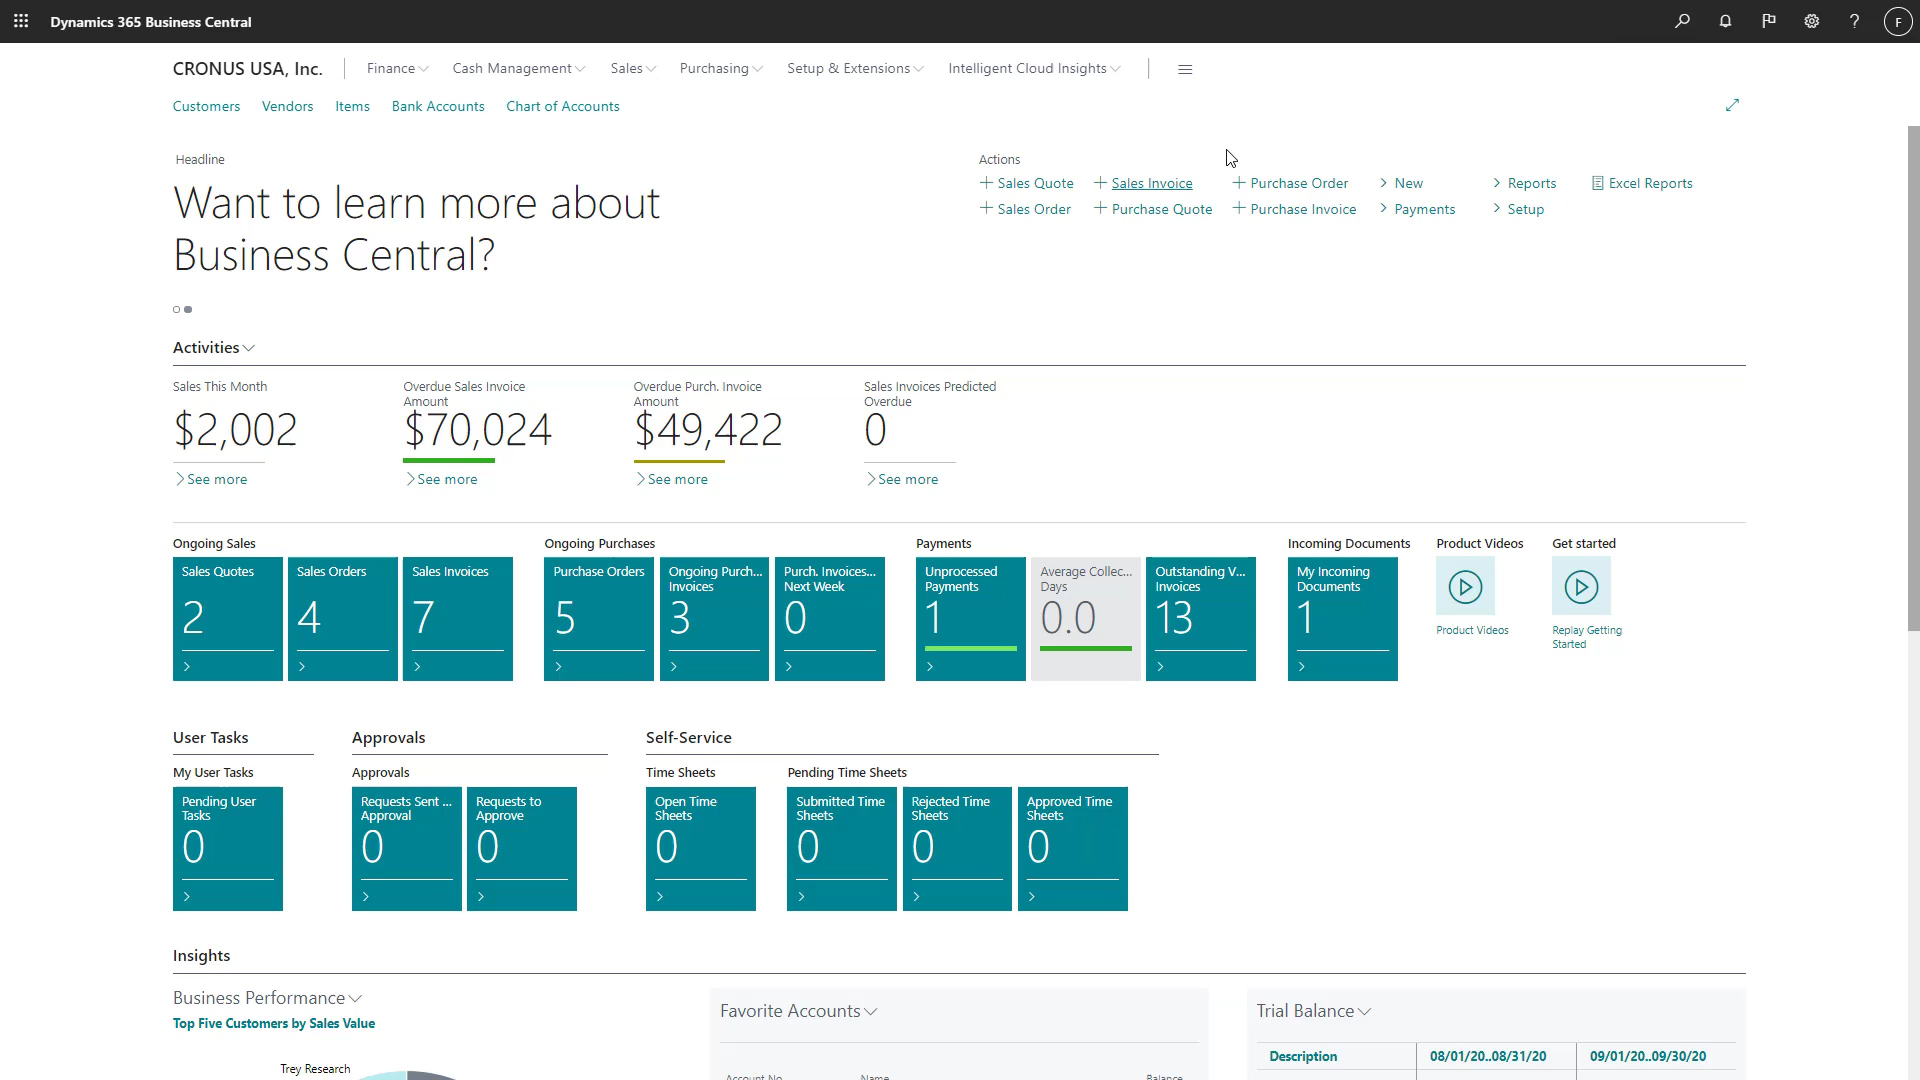 Dynamics 365 Business Central
?
F
CRONUS USA, Inc.
Finance
Cash Management
Sales
Purchasing
Setup & Extensions
Intelligent Cloud Insights
Customers
Vendors
Items
Bank Accounts
Chart of Accounts
Headline
Want to learn more about
Business Central?
Actions
Sales Quote
Sales Invoice
Purchase Order
New
Reports
Excel Reports
Sales Order
Purchase Quote
Purchase Invoice
Payments
Setup
Activities
Sales This Month
$2,002
See more
Overdue Sales Invoice
Amount
$70,024
See more
Overdue Purch. Invoice
Amount
$49,422
See more
Sales Invoices Predicted
Overdue
0
See more
Ongoing Sales
Sales Quotes
2
Sales Orders
4
Sales Invoices
7
Ongoing Purchases
Purchase Orders
5
Ongoing Purch...
Invoices
3
Purch. Invoices...
Next Week
0
Payments
Unprocessed
Payments
1
Average Collec...
Days
0.0
Outstanding V...
Invoices
13
Incoming Documents
My Incoming
Documents
1
Product Videos
Product Videos
Get started
Replay Getting
Started
User Tasks
My User Tasks
Pending User
Tasks
0
Approvals
Approvals
Requests Sent ...
Approval
0
Requests to
Approve
0
Self-Service
Time Sheets
Open Time
Sheets
0
Pending Time Sheets
Submitted Time
Sheets
0
Rejected Time
Sheets
0
Approved Time
Sheets
0
Insights
Business Performance
Top Five Customers by Sales Value
Trey Research
Favorite Accounts
Account No.
Name
Balance
Trial Balance
Description
08/01/20..08/31/20
09/01/20..09/30/20